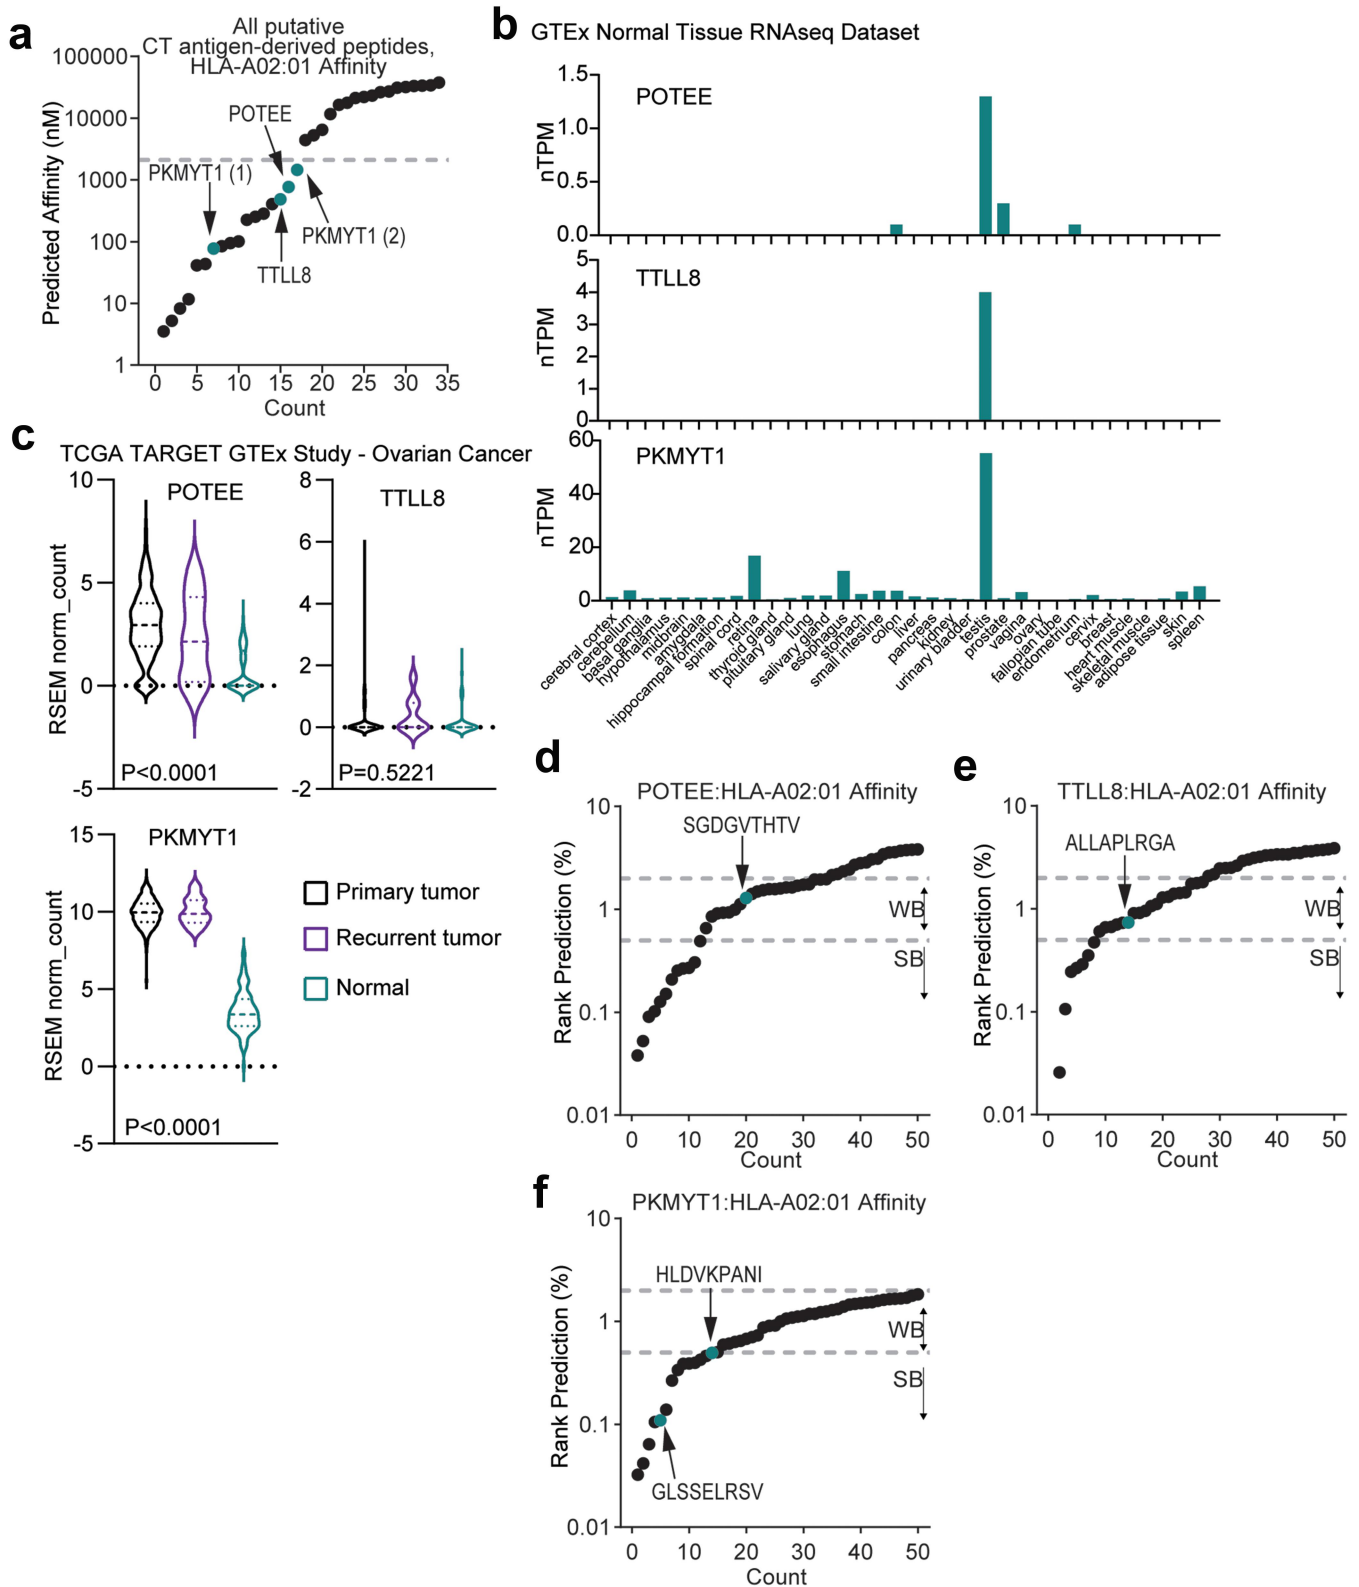 a
All putative
CT antigen-derived peptides,
HLA-A02:01 Affinity
Predicted Affinity (nM)
100000
10000
1000
100
10
1
POTEE
PKMYT1 (1)
PKMYT1 (2)
TTLL8
0 5 10 15 20 25 30 35
Count
b
GTEx Normal Tissue RNAseq Dataset
POTEE
nTPM
1.5
1.0
0.5
0.0
TTLL8
nTPM
5
4
3
2
1
0
PKMYT1
nTPM
60
40
20
0
cerebral cortex
cerebellum
basal ganglia
hypothalamus
midbrain
amygdala
hippocampal formation
spinal cord
retina
thyroid gland
pituitary gland
lung
salivary gland
esophagus
stomach
small intestine
colon
liver
pancreas
kidney
urinary bladder
testis
prostate
vagina
ovary
fallopian tube
endometrium
cervix
breast
heart muscle
skeletal muscle
adipose tissue
skin
spleen
c
TCGA TARGET GTEx Study - Ovarian Cancer
POTEE
RSEM norm_count
10
5
0
-5
P<0.0001
TTLL8
8
6
4
2
0
-2
P=0.5221
PKMYT1
RSEM norm_count
15
10
5
0
-5
P<0.0001
Primary tumor
Recurrent tumor
Normal
d
POTEE:HLA-A02:01 Affinity
SGDGVTHTV
Rank Prediction (%)
10
1
0.1
0.01
WB
SB
0 10 20 30 40 50
Count
e
TTLL8:HLA-A02:01 Affinity
ALLAPLRGA
Rank Prediction (%)
10
1
0.1
0.01
WB
SB
0 10 20 30 40 50
Count
f
PKMYT1:HLA-A02:01 Affinity
HLDVKPANI
Rank Prediction (%)
10
1
0.1
0.01
WB
SB
GLSSELRSV
0 10 20 30 40 50
Count